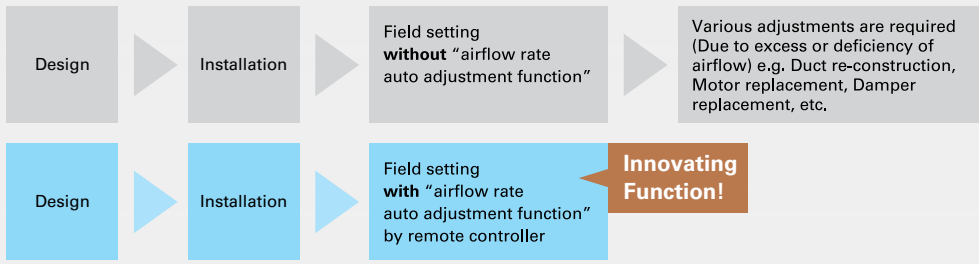 Design
Installation
Field setting
without “airflow rate
auto adjustment function”
Various adjustments are required
(Due to excess or deficiency of
airflow) e.g. Duct re-construction,
Motor replacement, Damper
replacement, etc.
Design
Installation
Field setting
with “airflow rate
auto adjustment function”
by remote controller
Innovating
Function!